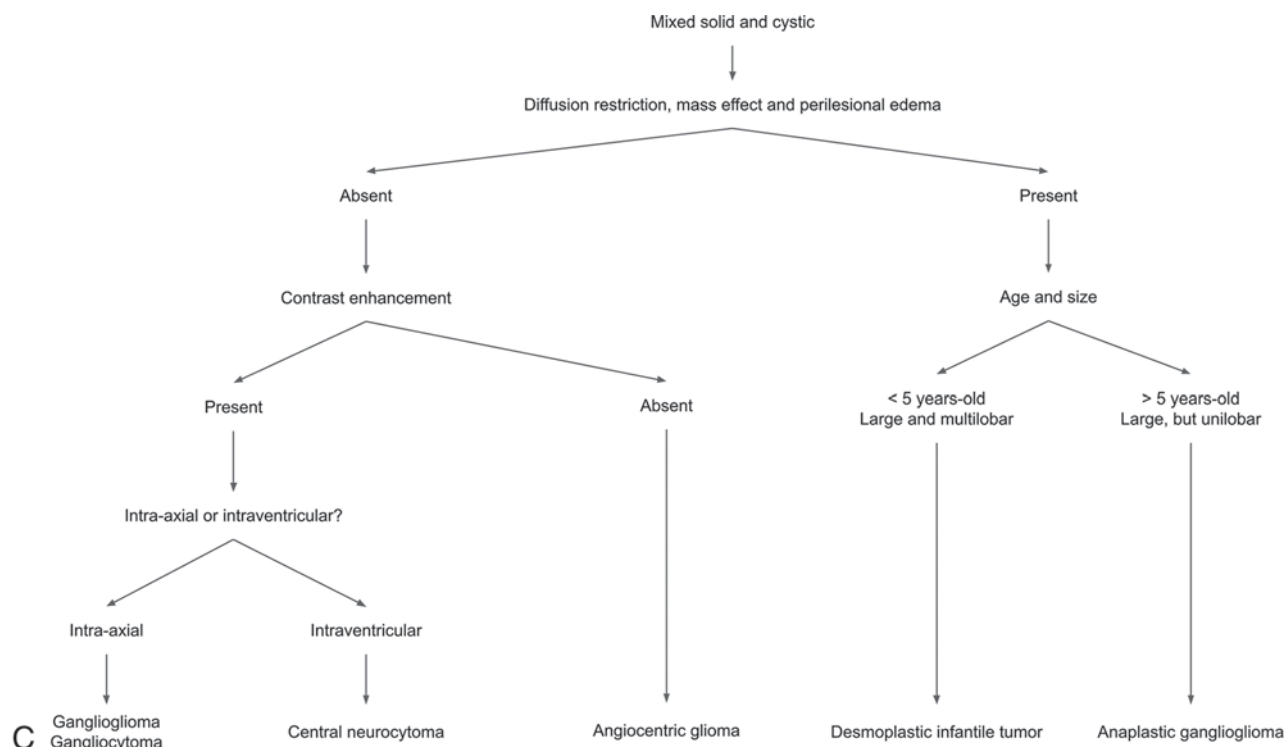 Mixed solid and cystic
Diffusion restriction, mass effect and perilesional edema
Absent
Present
Contrast enhancement
Age and size
Present
Absent
< 5 years-old
Large and multilobar
> 5 years-old
Large, but unilobar
Intra-axial or intraventricular?
Intra-axial
Intraventricular
C
Ganglioglioma
Gangliocytoma
Central neurocytoma
Angiocentric glioma
Desmoplastic infantile tumor
Anaplastic ganglioglioma